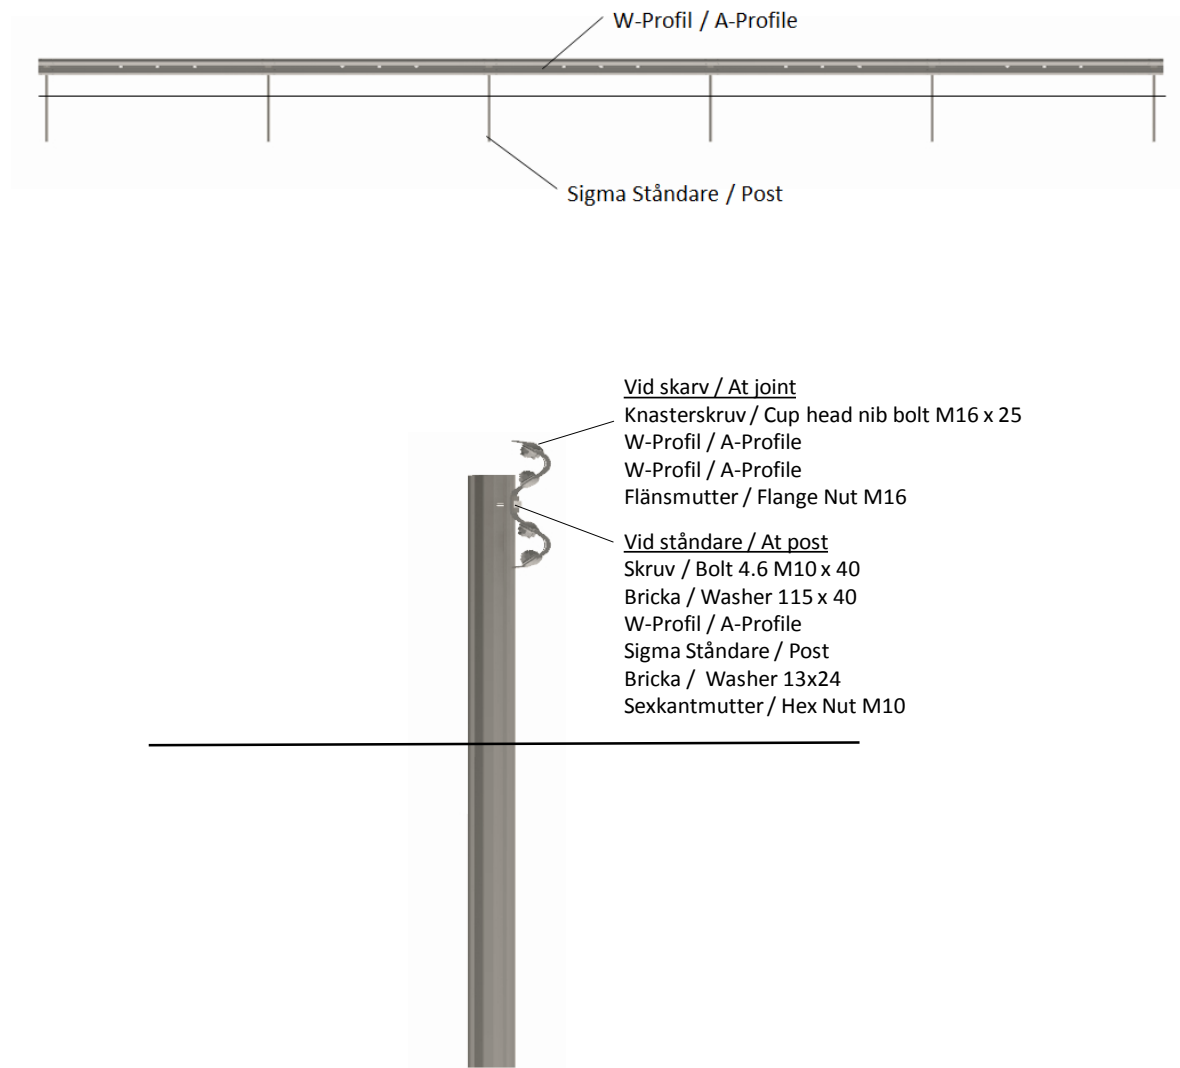 W-Profil / A-Profile
Sigma Ståndare / Post
Vid skarv / At joint
Knasterskruv / Cup head nib bolt M16 x 25
W-Profil / A-Profile
W-Profil / A-Profile
Flänsmutter / Flange Nut M16
Vid ståndare / At post
Skruv / Bolt 4.6 M10 x 40
Bricka / Washer 115 x 40
W-Profil / A-Profile
Sigma Ståndare / Post
Bricka / Washer 13x24
Sexkantmutter / Hex Nut M10